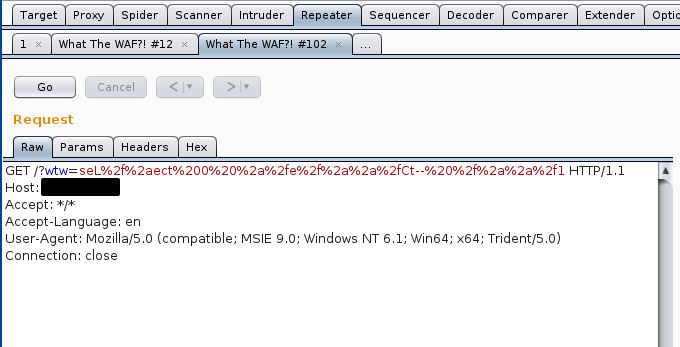 Target Proxy Spider Scanner Intruder Repeater Sequencer Decoder Comparer Extender Optio
1 × What The WAF?! #12 × What The WAF?! #102 × ...
Go Cancel < | ▾ > | ▾
Request
Raw Params Headers Hex
GET /?wtw=seL%2f%2aect%200%20%2a%2fe%2f%2a%2a%2fCt--%20%2f%2a%2a%2f1 HTTP/1.1
Host:
Accept: */*
Accept-Language: en
User-Agent: Mozilla/5.0 (compatible; MSIE 9.0; Windows NT 6.1; Win64; x64; Trident/5.0)
Connection: close